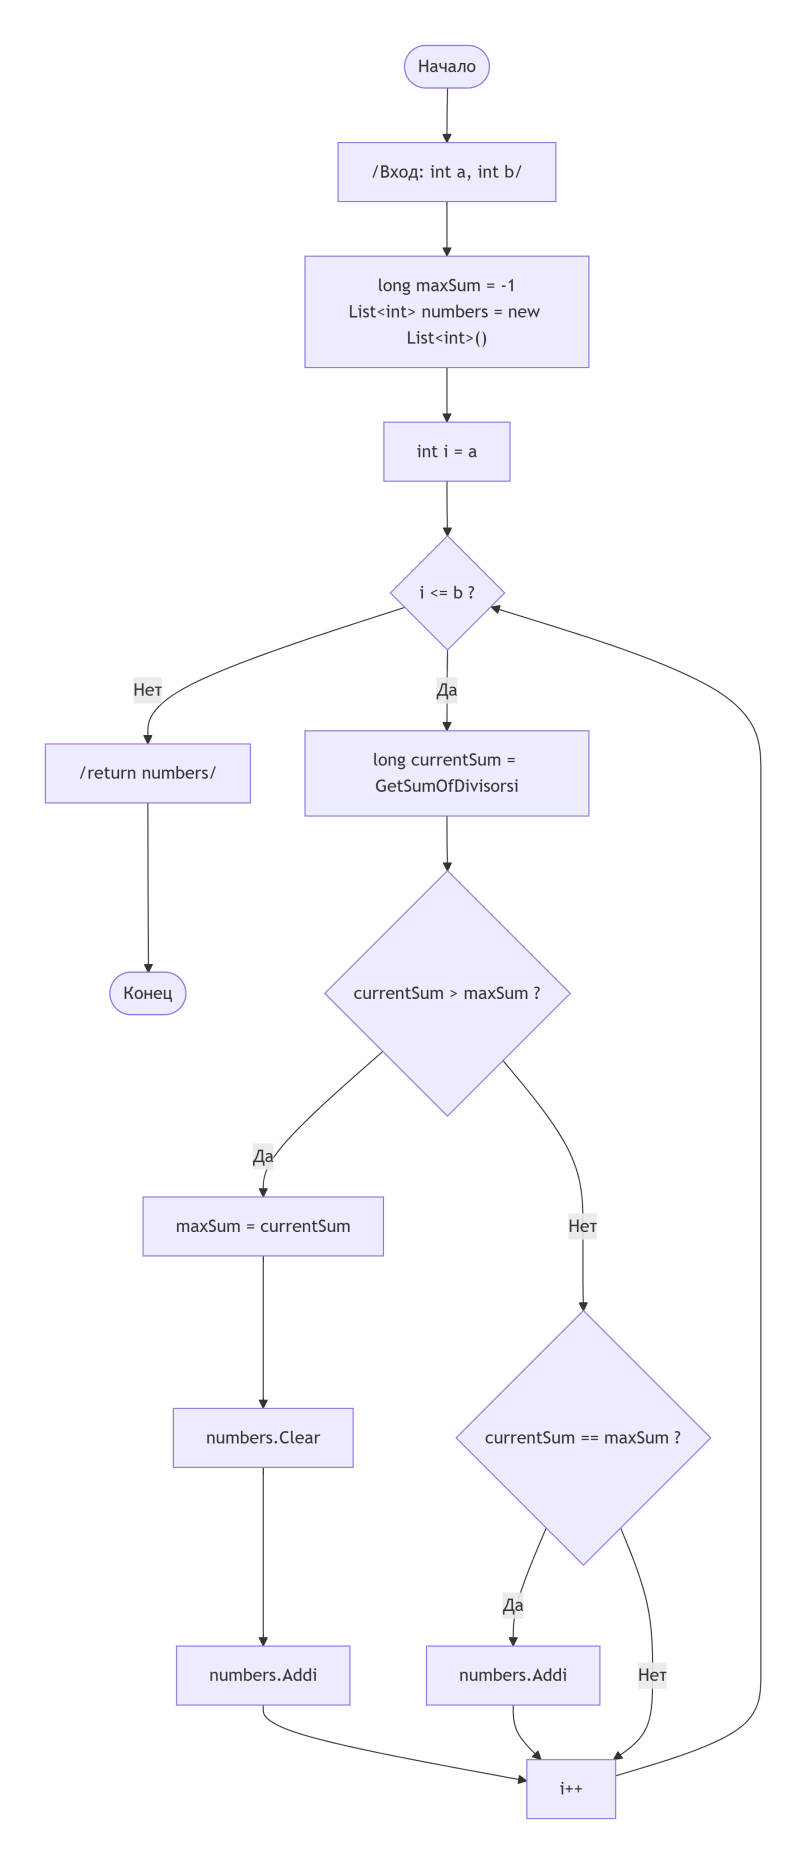 Начало
/Вход: int a, int b/
long maxSum = -1
List<int> numbers = new
List<int>()
int i = a
i <= b ?
Нет
Да
/return numbers/
long currentSum =
GetSumOfDivisorsi
currentSum > maxSum ?
Конец
Да
maxSum = currentSum
Нет
numbers.Clear
currentSum == maxSum ?
Да
numbers.Addi
numbers.Addi
Нет
i++